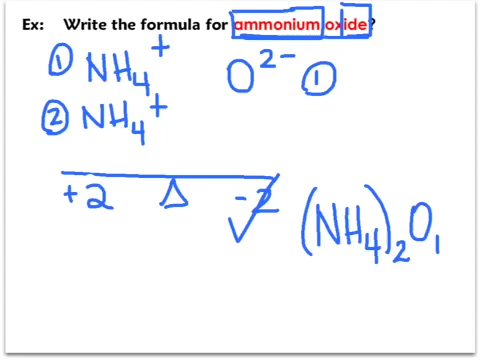 Ex: Write the formula for ammonium oxide?
① NH₄⁺ O²⁻ ①
② NH₄⁺
+2 Δ -2 ✓
(NH₄)₂O₁